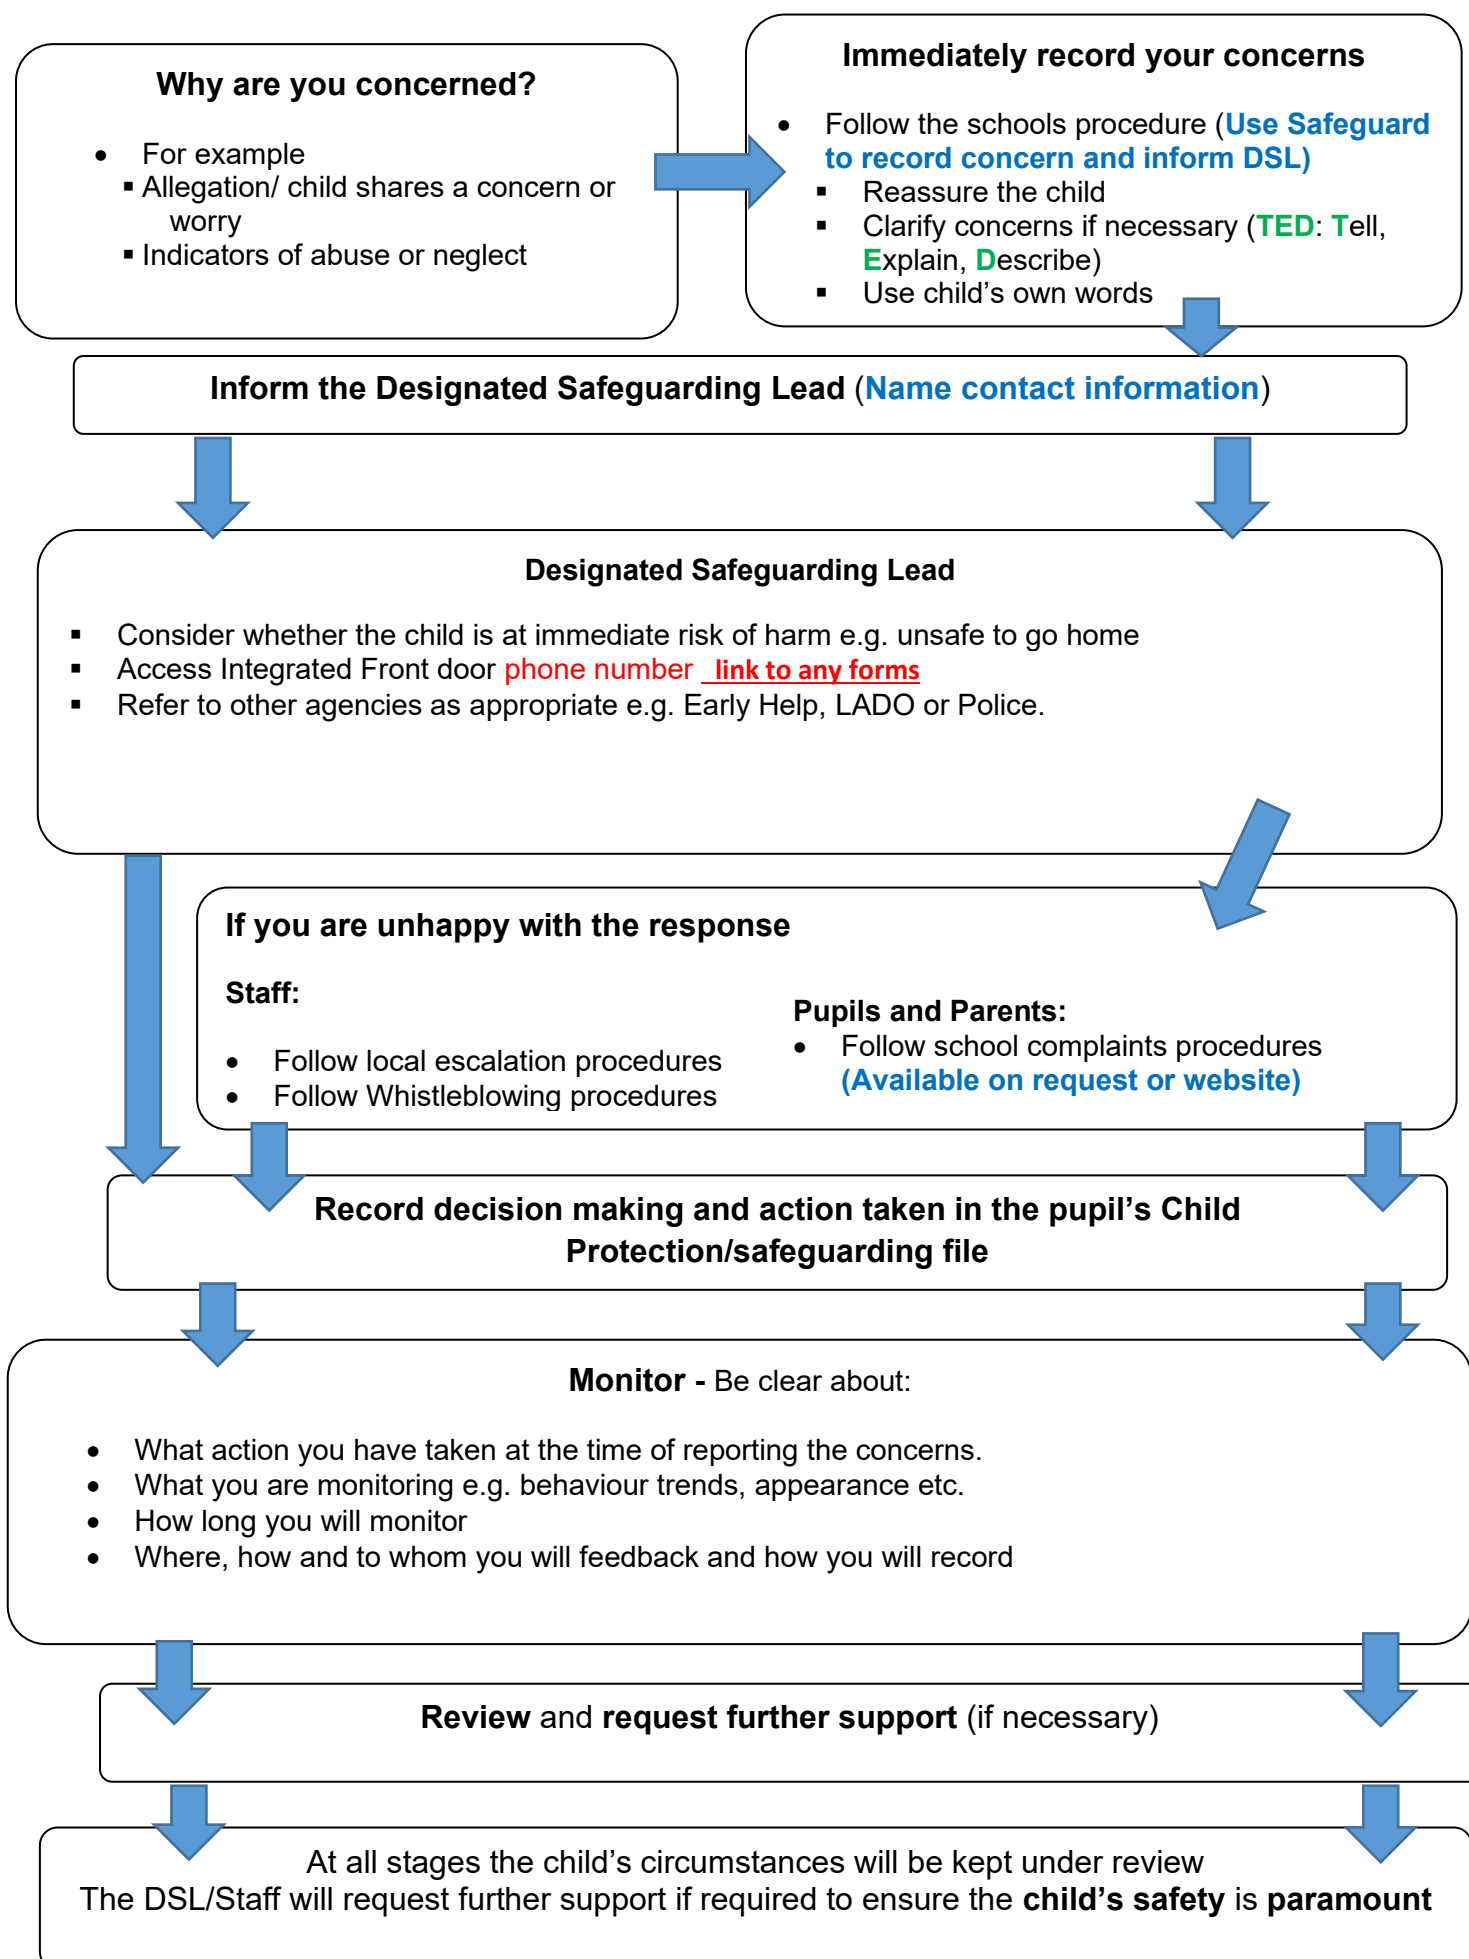 Why are you concerned?
• For example
▪ Allegation/ child shares a concern or
worry
▪ Indicators of abuse or neglect
Immediately record your concerns
• Follow the schools procedure (Use Safeguard
to record concern and inform DSL)
▪ Reassure the child
▪ Clarify concerns if necessary (TED: Tell,
Explain, Describe)
▪ Use child’s own words
Inform the Designated Safeguarding Lead (Name contact information)
Designated Safeguarding Lead
▪ Consider whether the child is at immediate risk of harm e.g. unsafe to go home
▪ Access Integrated Front door phone number link to any forms
▪ Refer to other agencies as appropriate e.g. Early Help, LADO or Police.
If you are unhappy with the response
Staff:
• Follow local escalation procedures
• Follow Whistleblowing procedures
Pupils and Parents:
• Follow school complaints procedures
(Available on request or website)
Record decision making and action taken in the pupil’s Child
Protection/safeguarding file
Monitor - Be clear about:
• What action you have taken at the time of reporting the concerns.
• What you are monitoring e.g. behaviour trends, appearance etc.
• How long you will monitor
• Where, how and to whom you will feedback and how you will record
Review and request further support (if necessary)
At all stages the child’s circumstances will be kept under review
The DSL/Staff will request further support if required to ensure the child’s safety is paramount